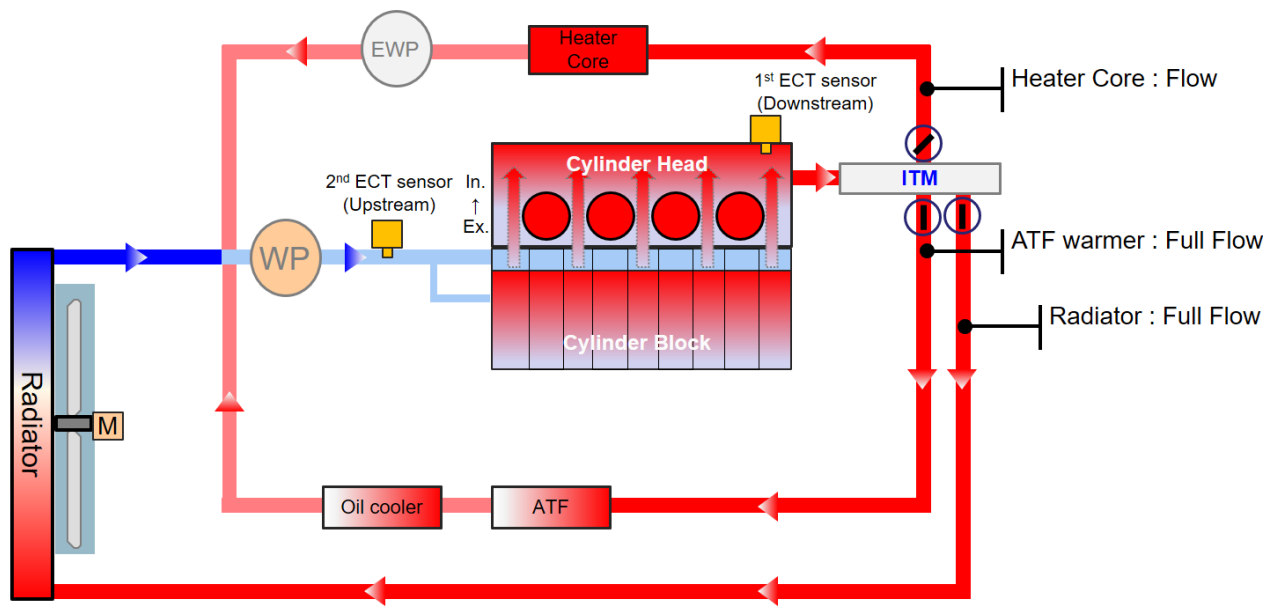 EWP
Heater
Core
1st ECT sensor
(Downstream)
Heater Core : Flow
2nd ECT sensor
(Upstream)
In.
↑
Ex.
Cylinder Head
ITM
WP
ATF warmer : Full Flow
Radiator : Full Flow
Cylinder Block
Radiator
M
Oil cooler
ATF